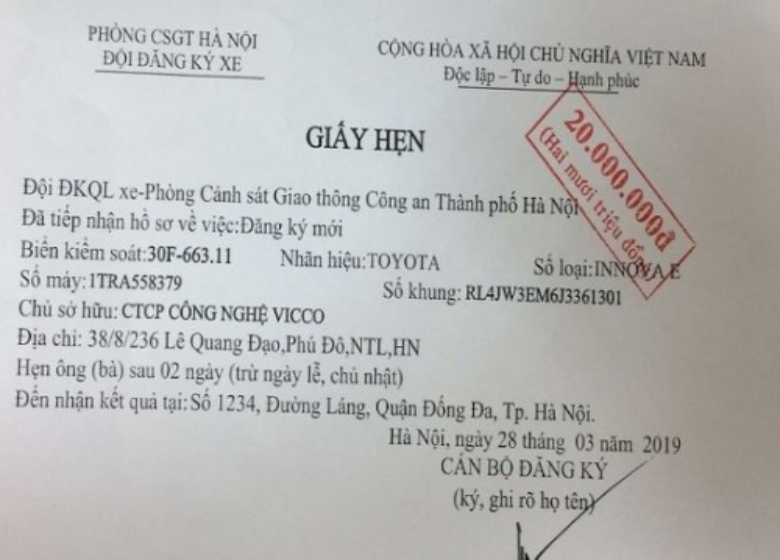 PHÒNG CSGT HÀ NỘI
ĐỘI ĐĂNG KÝ XE
CỘNG HÒA XÃ HỘI CHỦ NGHĨA VIỆT NAM
Độc lập – Tự do – Hạnh phúc
20.000.000đ
(Hai mươi triệu đồng)
GIẤY HẸN
Đội ĐKQL xe-Phòng Cảnh sát Giao thông Công an Thành phố Hà Nội
Đã tiếp nhận hồ sơ về việc:Đăng ký mới
Biển kiểm soát:30F-663.11 Nhãn hiệu:TOYOTA Số loại:INNOVA E
Số máy:1TRA558379 Số khung: RL4JW3EM6J3361301
Chủ sở hữu: CTCP CÔNG NGHỆ VICCO
Địa chỉ: 38/8/236 Lê Quang Đạo,Phú Đô,NTL,HN
Hẹn ông (bà) sau 02 ngày (trừ ngày lễ, chủ nhật)
Đến nhận kết quả tại:Số 1234, Đường Láng, Quận Đống Đa, Tp. Hà Nội.
Hà Nội, ngày 28 tháng 03 năm 2019
CÁN BỘ ĐĂNG KÝ
(ký, ghi rõ họ tên)